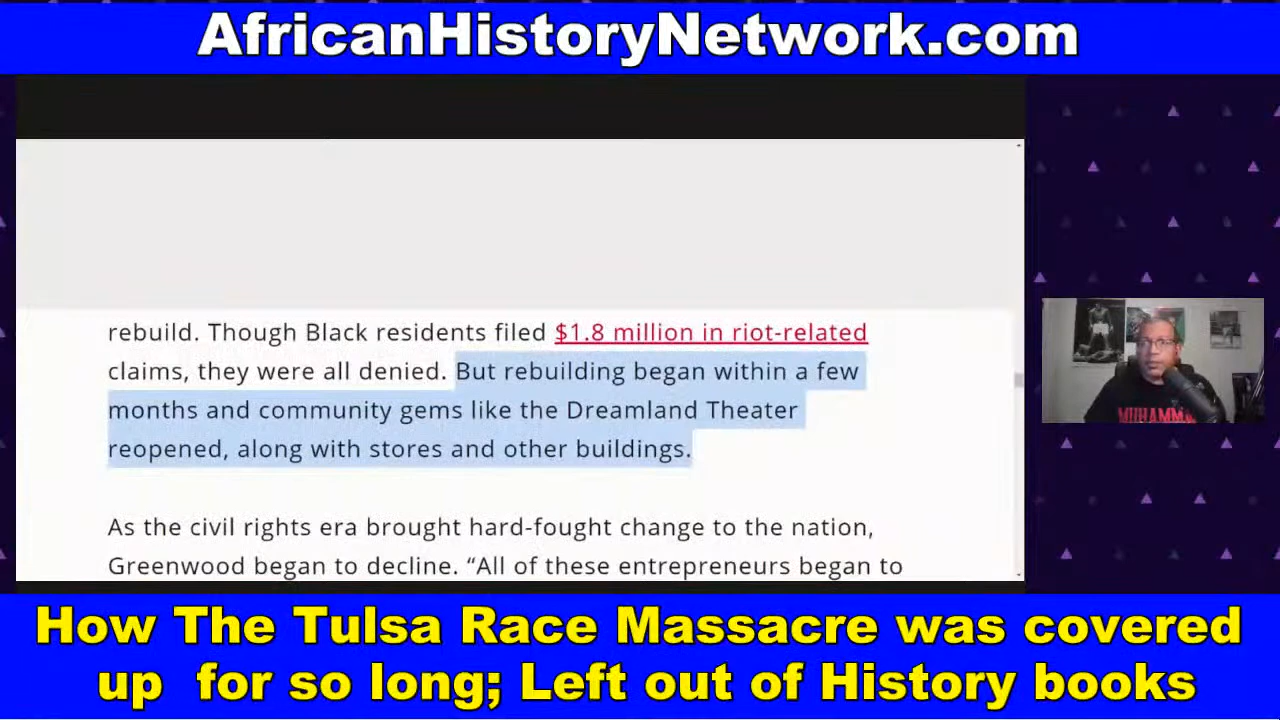 AfricanHistoryNetwork.com
rebuild. Though Black residents filed $1.8 million in riot-related
claims, they were all denied. But rebuilding began within a few
months and community gems like the Dreamland Theater
reopened, along with stores and other buildings.
As the civil rights era brought hard-fought change to the nation,
Greenwood began to decline. “All of these entrepreneurs began to
MUHAMMA
How The Tulsa Race Massacre was covered
up for so long; Left out of History books